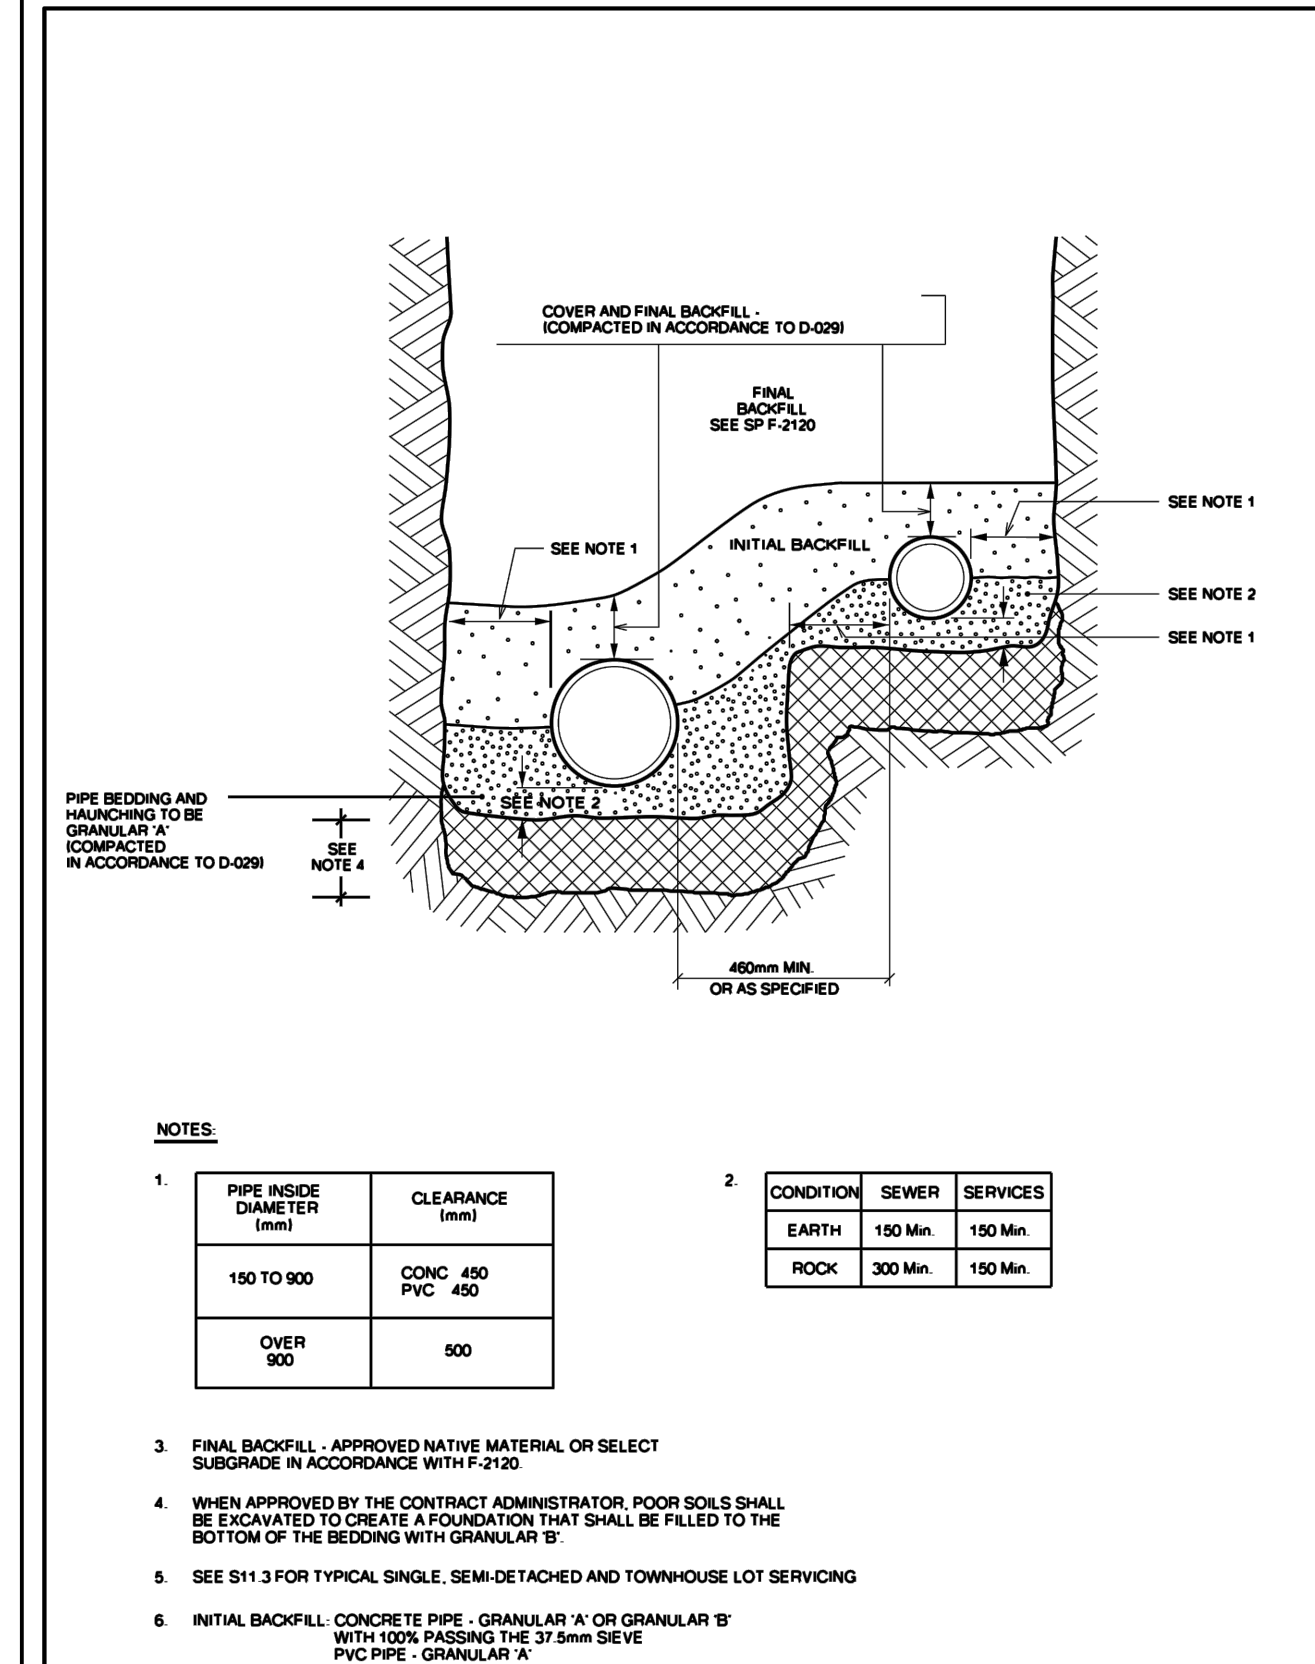 COVER AND FINAL BACKFILL -
(COMPACTED IN ACCORDANCE TO D-029)
FINAL
BACKFILL
SEE SP F-2120
SEE NOTE 1
SEE NOTE 1
INITIAL BACKFILL
SEE NOTE 2
SEE NOTE 1
PIPE BEDDING AND
HAUNCHING TO BE
GRANULAR 'A'
(COMPACTED
IN ACCORDANCE TO D-029)
SEE NOTE 2
SEE
NOTE 4
460mm MIN.
OR AS SPECIFIED
NOTES:
1.
PIPE INSIDE
DIAMETER
(mm)
CLEARANCE
(mm)
150 TO 900
CONC 450
PVC 450
OVER
900
500
2.
CONDITION SEWER SERVICES
EARTH 150 Min. 150 Min.
ROCK 300 Min. 150 Min.
3. FINAL BACKFILL - APPROVED NATIVE MATERIAL OR SELECT
SUBGRADE IN ACCORDANCE WITH F-2120.
4. WHEN APPROVED BY THE CONTRACT ADMINISTRATOR, POOR SOILS SHALL
BE EXCAVATED TO CREATE A FOUNDATION THAT SHALL BE FILLED TO THE
BOTTOM OF THE BEDDING WITH GRANULAR 'B'.
5. SEE S11.3 FOR TYPICAL SINGLE, SEMI-DETACHED AND TOWNHOUSE LOT SERVICING
6. INITIAL BACKFILL: CONCRETE PIPE - GRANULAR 'A' OR GRANULAR 'B'
WITH 100% PASSING THE 37.5mm SIEVE
PVC PIPE - GRANULAR 'A'